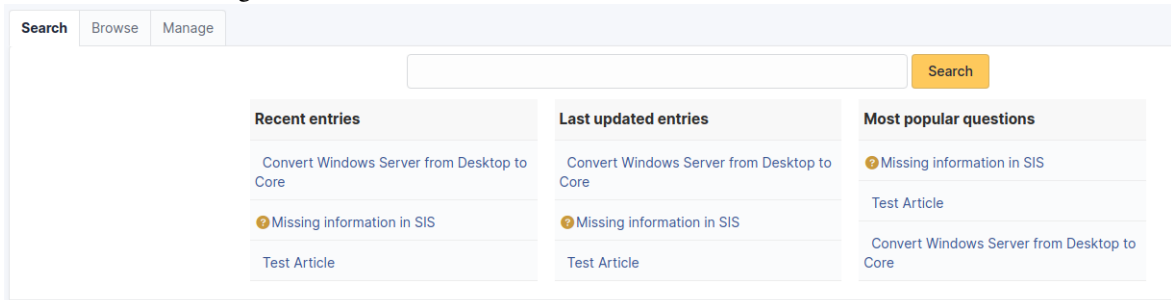 Search Browse Manage
Search
Recent entries
Convert Windows Server from Desktop to
Core
Missing information in SIS
Test Article
Last updated entries
Convert Windows Server from Desktop to
Core
Missing information in SIS
Test Article
Most popular questions
Missing information in SIS
Test Article
Convert Windows Server from Desktop to
Core